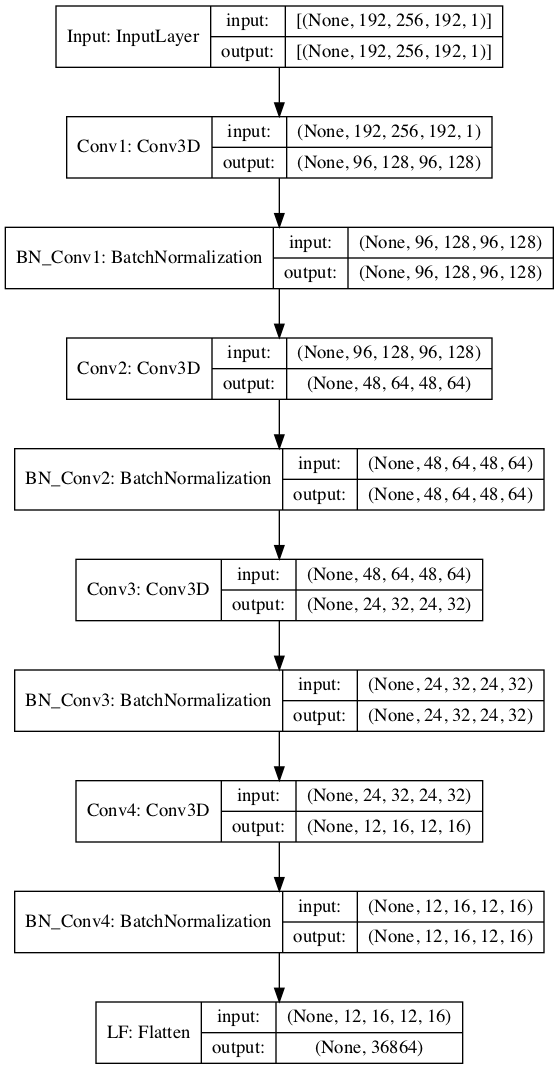 Input: InputLayer
input: [(None, 192, 256, 192, 1)]
output: [(None, 192, 256, 192, 1)]
Conv1: Conv3D
input: (None, 192, 256, 192, 1)
output: (None, 96, 128, 96, 128)
BN_Conv1: BatchNormalization
input: (None, 96, 128, 96, 128)
output: (None, 96, 128, 96, 128)
Conv2: Conv3D
input: (None, 96, 128, 96, 128)
output: (None, 48, 64, 48, 64)
BN_Conv2: BatchNormalization
input: (None, 48, 64, 48, 64)
output: (None, 48, 64, 48, 64)
Conv3: Conv3D
input: (None, 48, 64, 48, 64)
output: (None, 24, 32, 24, 32)
BN_Conv3: BatchNormalization
input: (None, 24, 32, 24, 32)
output: (None, 24, 32, 24, 32)
Conv4: Conv3D
input: (None, 24, 32, 24, 32)
output: (None, 12, 16, 12, 16)
BN_Conv4: BatchNormalization
input: (None, 12, 16, 12, 16)
output: (None, 12, 16, 12, 16)
LF: Flatten
input: (None, 12, 16, 12, 16)
output: (None, 36864)